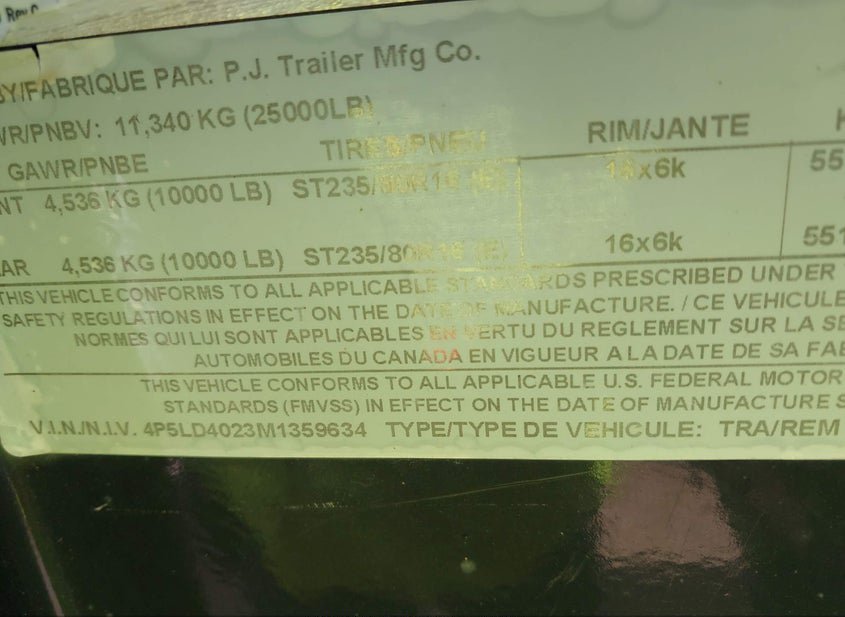 Rev C
BY/FABRIQUE PAR: P.J. Trailer Mfg Co.
VR/PNBV: 11,340 KG (25000LB)
GAWR/PNBE TIRES/PNEU RIM/JANTE
NT 4,536 KG (10000 LB) ST235/80R16 (E) 16x6k 55
AR 4,536 KG (10000 LB) ST235/80R16 (E) 16x6k 551
THIS VEHICLE CONFORMS TO ALL APPLICABLE STANDARDS PRESCRIBED UNDER
SAFETY REGULATIONS IN EFFECT ON THE DATE OF MANUFACTURE. / CE VEHICULE
NORMES QUI LUI SONT APPLICABLES EN VERTU DU REGLEMENT SUR LA SE
AUTOMOBILES DU CANADA EN VIGUEUR A LA DATE DE SA FAB
THIS VEHICLE CONFORMS TO ALL APPLICABLE U.S. FEDERAL MOTOR
STANDARDS (FMVSS) IN EFFECT ON THE DATE OF MANUFACTURE S
V.I.N./N.I.V. 4P5LD4023M1359634 TYPE/TYPE DE VEHICULE: TRA/REM